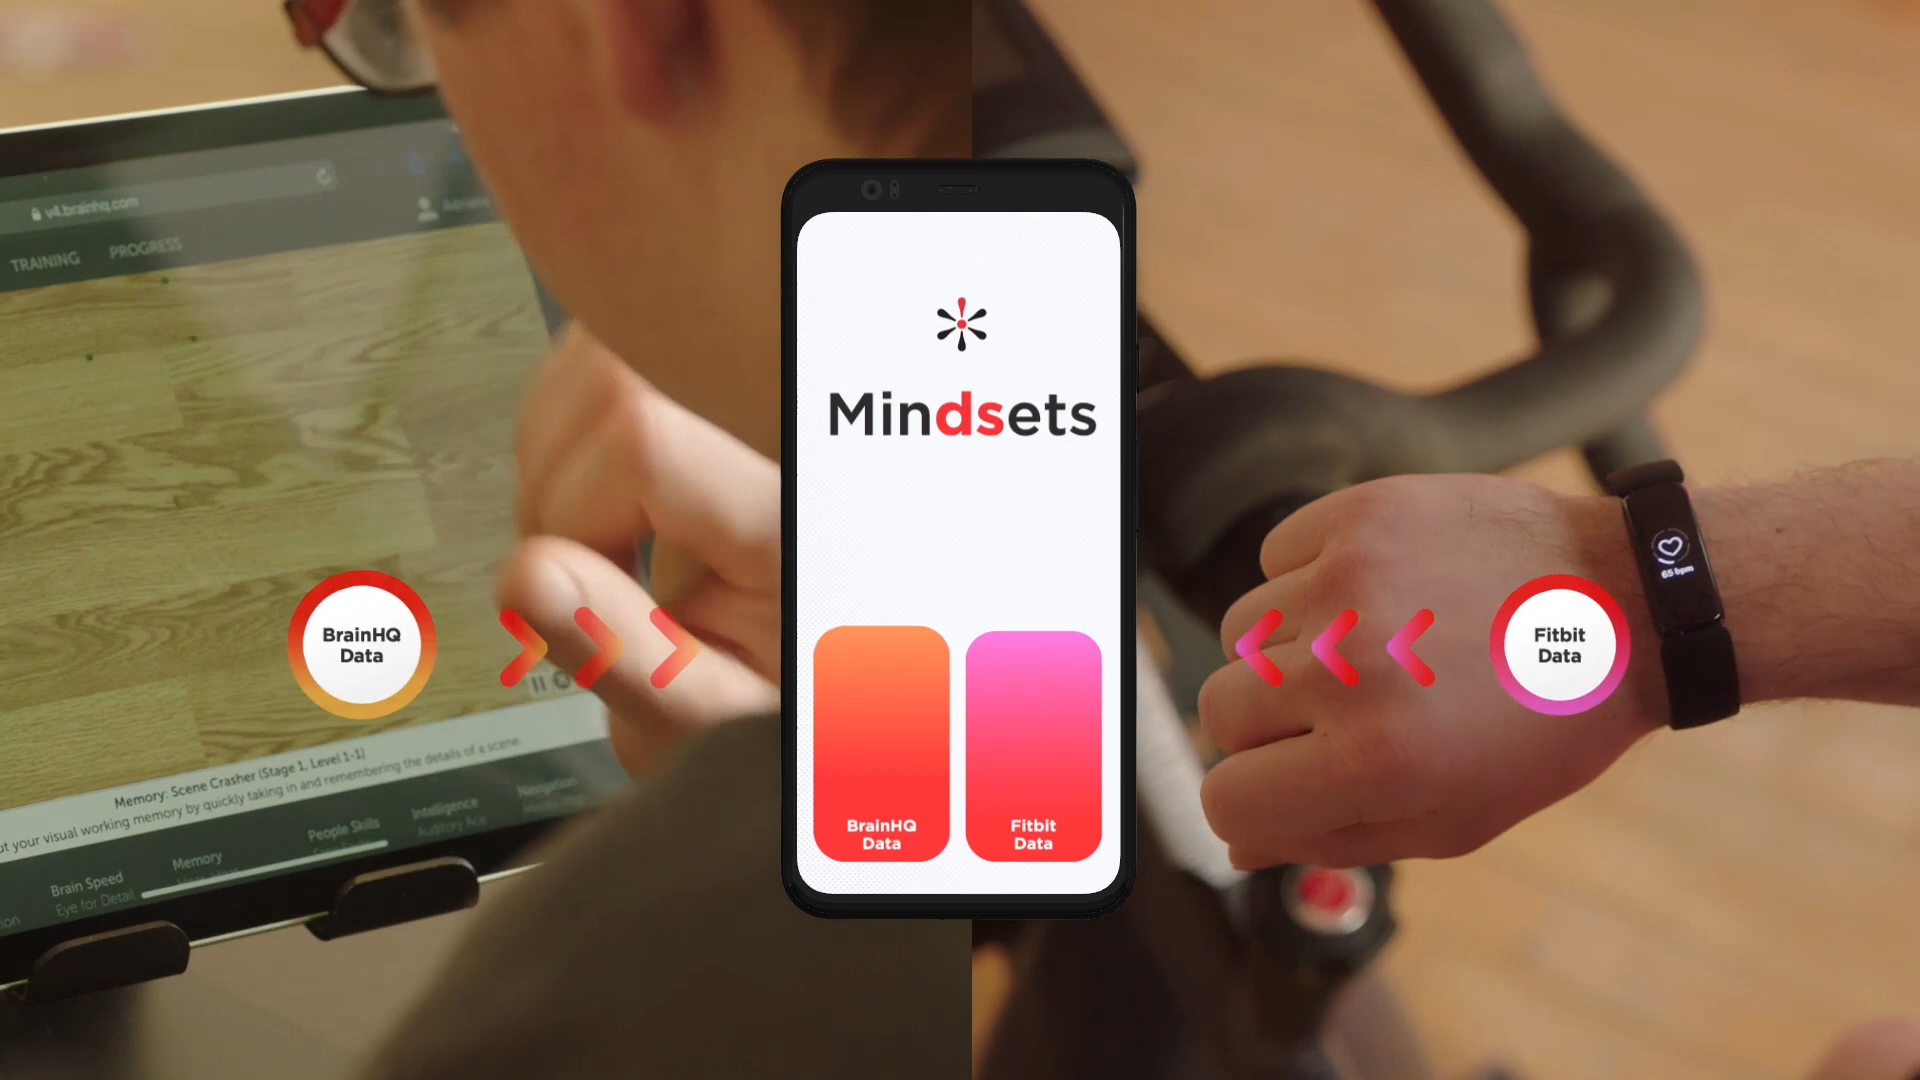 v4.brainhq.com
TRAINING PROGRESS
Mindsets
BrainHQ
Data
BrainHQ
Data
Fitbit
Data
Fitbit
Data
65 bpm
Memory: Scene Crasher (Stage 1, Level 1-1)
your visual working memory by quickly taking in and remembering the details of a scene.
Brain Speed Memory People Skills Intelligence Navigation
Eye for Detail Auditory Ace